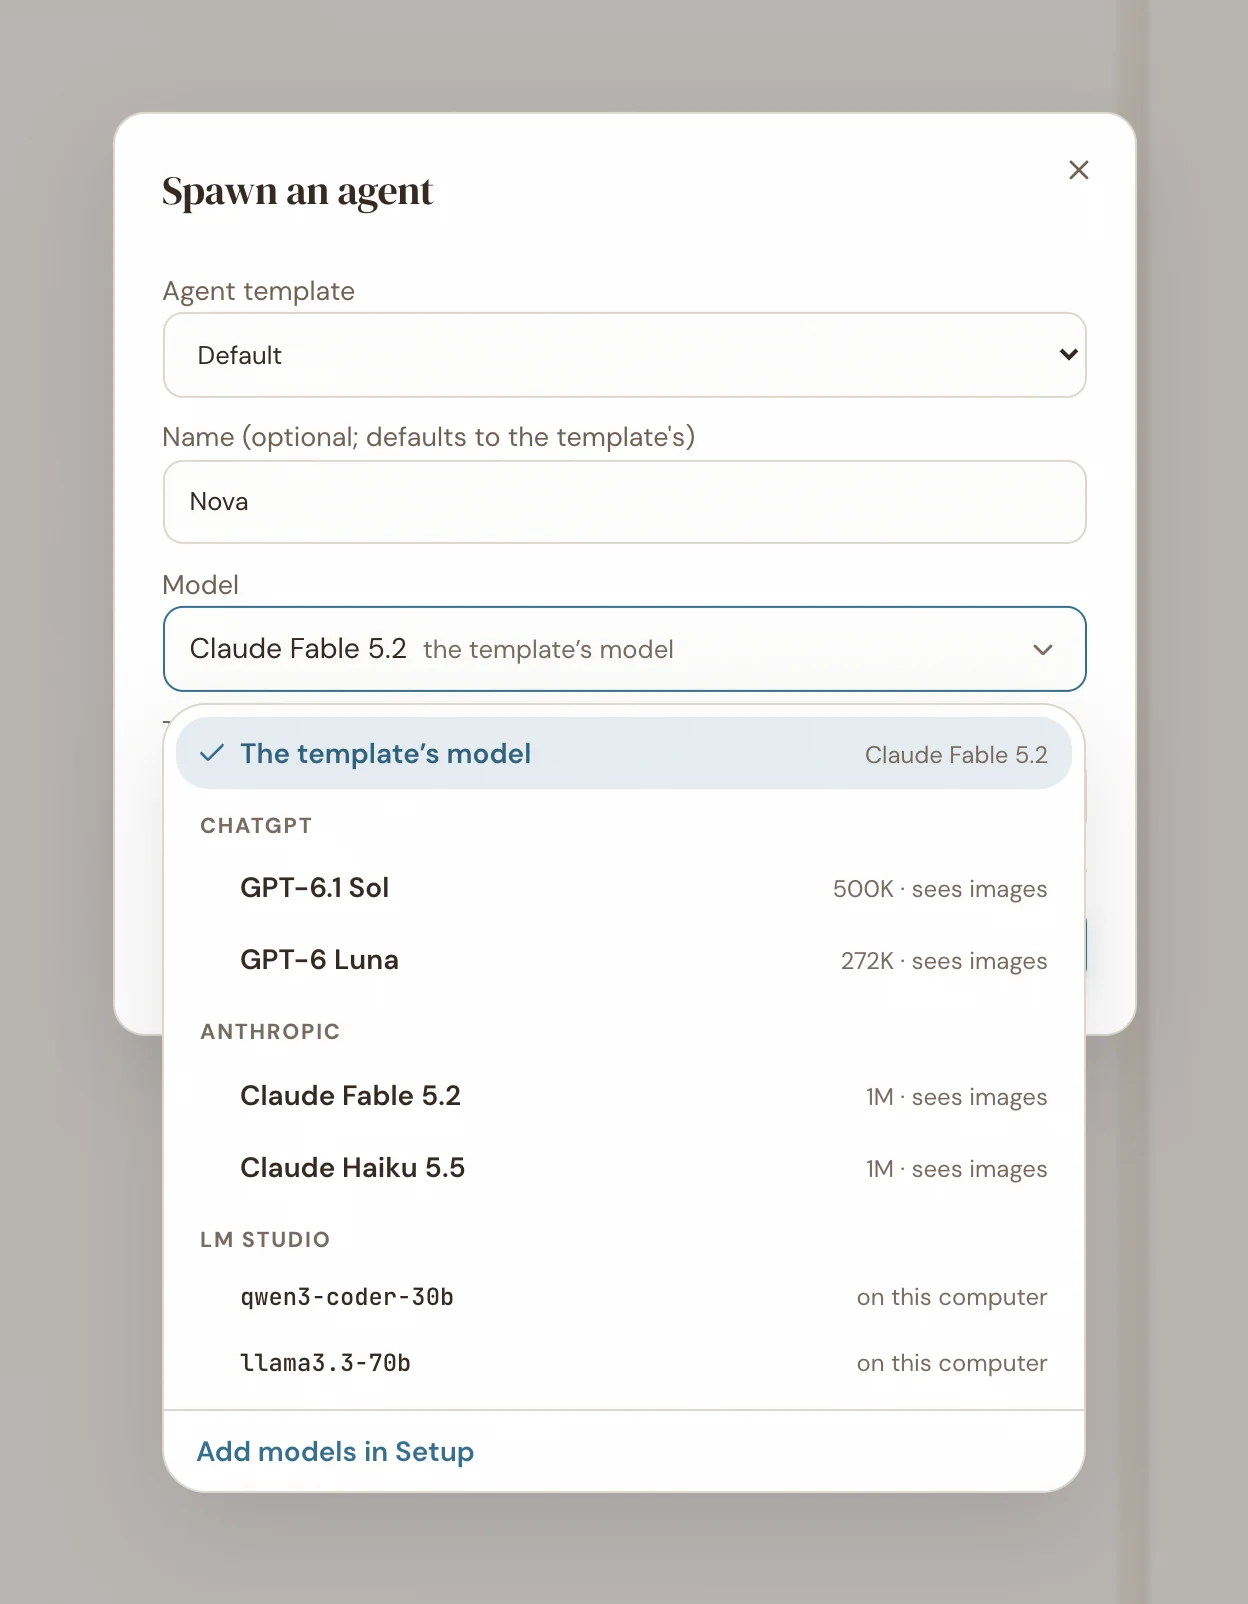 Spawn an agent
Agent template
Default
Name (optional; defaults to the template's)
Nova
Model
Claude Fable 5.2 the template’s model
The template’s model Claude Fable 5.2
CHATGPT
GPT-6.1 Sol 500K · sees images
GPT-6 Luna 272K · sees images
ANTHROPIC
Claude Fable 5.2 1M · sees images
Claude Haiku 5.5 1M · sees images
LM STUDIO
qwen3-coder-30b on this computer
llama3.3-70b on this computer
Add models in Setup